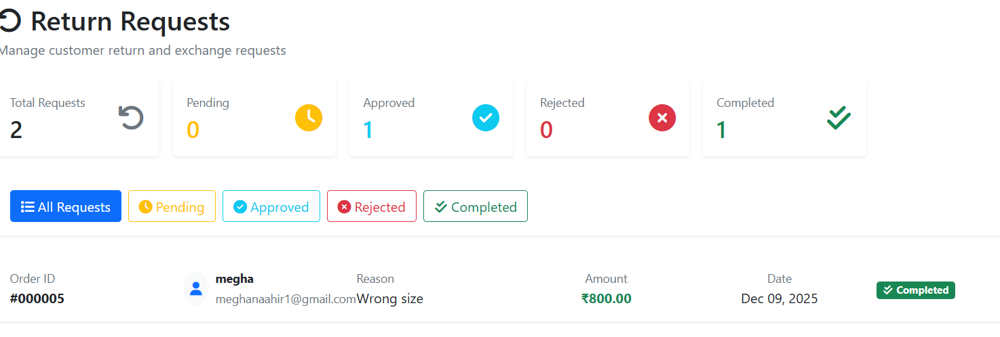 Return Requests
Manage customer return and exchange requests
Total Requests
2
Pending
0
Approved
1
Rejected
0
Completed
1
All Requests
Pending
Approved
Rejected
Completed
Order ID
#000005
megha
meghanaahir1@gmail.com
Reason
Wrong size
Amount
₹800.00
Date
Dec 09, 2025
Completed